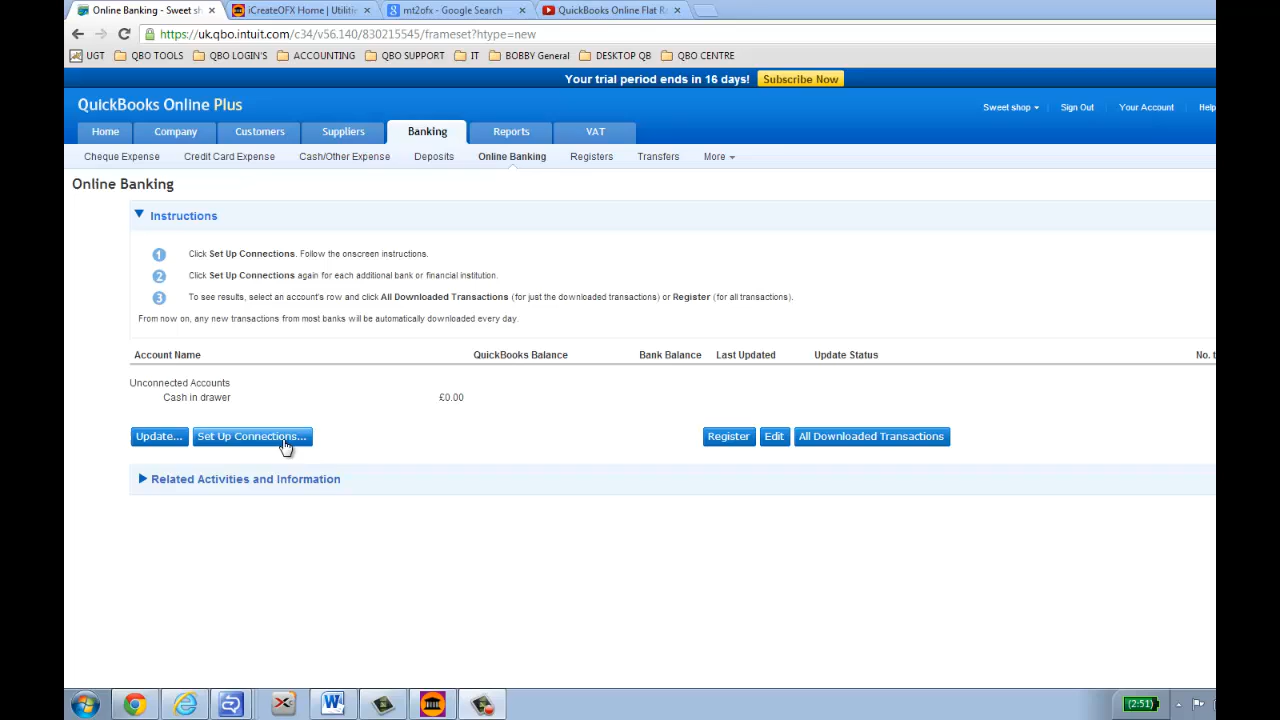 Online Banking - Sweet sh
iCreateOFX Home | Utilitie
mt2ofx - Google Search
QuickBooks Online Flat R
https://uk.qbo.intuit.com/c34/v56.140/830215545/frameset?htype=new
UGT QBO TOOLS QBO LOGIN'S ACCOUNTING QBO SUPPORT IT BOBBY General DESKTOP QB QBO CENTRE
Your trial period ends in 16 days! Subscribe Now
QuickBooks Online Plus
Sweet shop Sign Out Your Account Help
Home Company Customers Suppliers Banking Reports VAT
Cheque Expense Credit Card Expense Cash/Other Expense Deposits Online Banking Registers Transfers More
Online Banking
Instructions
1 Click Set Up Connections. Follow the onscreen instructions.
2 Click Set Up Connections again for each additional bank or financial institution.
3 To see results, select an account's row and click All Downloaded Transactions (for just the downloaded transactions) or Register (for all transactions).
From now on, any new transactions from most banks will be automatically downloaded every day.
Account Name QuickBooks Balance Bank Balance Last Updated Update Status No. t
Unconnected Accounts
Cash in drawer £0.00
Update... Set Up Connections... Register Edit All Downloaded Transactions
Related Activities and Information
(2:51)